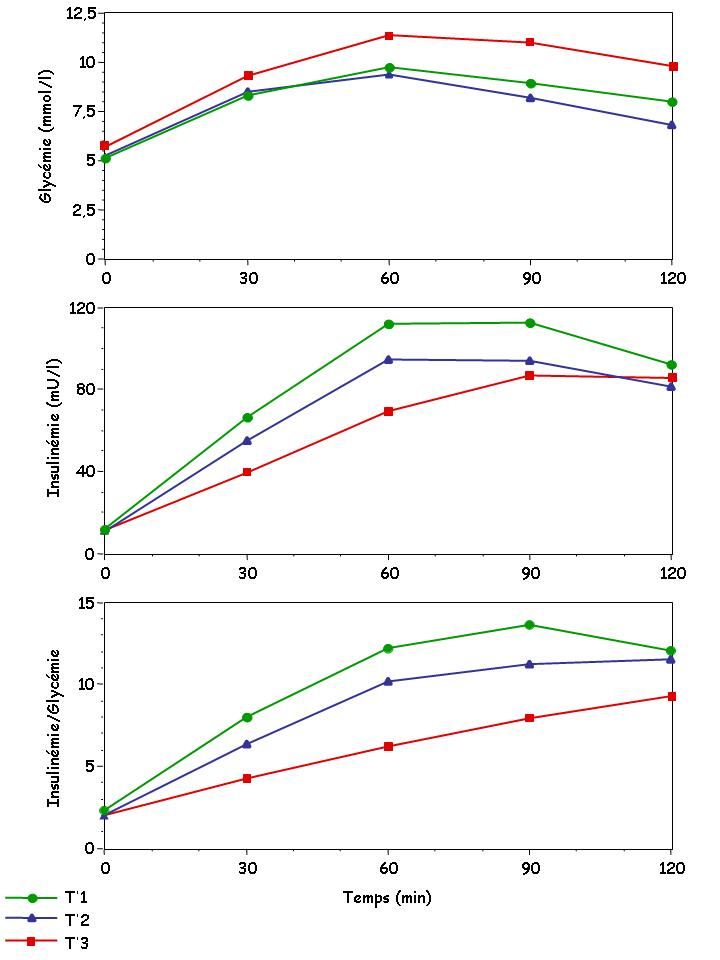 Glycémie (mmol/l)
12,5
10
7,5
5
2,5
0
0 30 60 90 120
Insulinémie (mU/l)
120
80
40
0
0 30 60 90 120
Insulinémie/Glycémie
15
10
5
0
0 30 60 90 120
Temps (min)
T'1
T'2
T'3